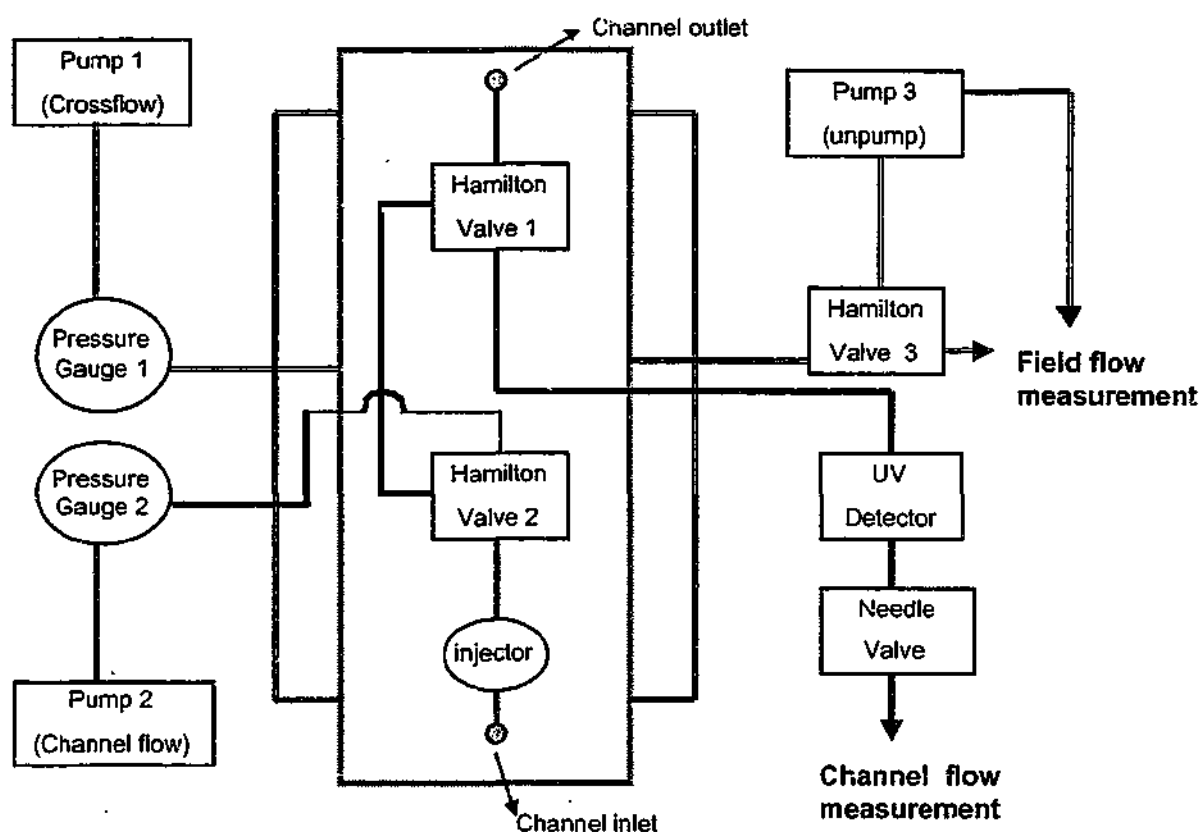 Channel outlet
Pump 1
(Crossflow)
Pump 3
(unpump)
Hamilton
Valve 1
Pressure
Gauge 1
Hamilton
Valve 3
Field flow
measurement
Pressure
Gauge 2
Hamilton
Valve 2
UV
Detector
Needle
Valve
injector
Pump 2
(Channel flow)
Channel flow
measurement
Channel inlet